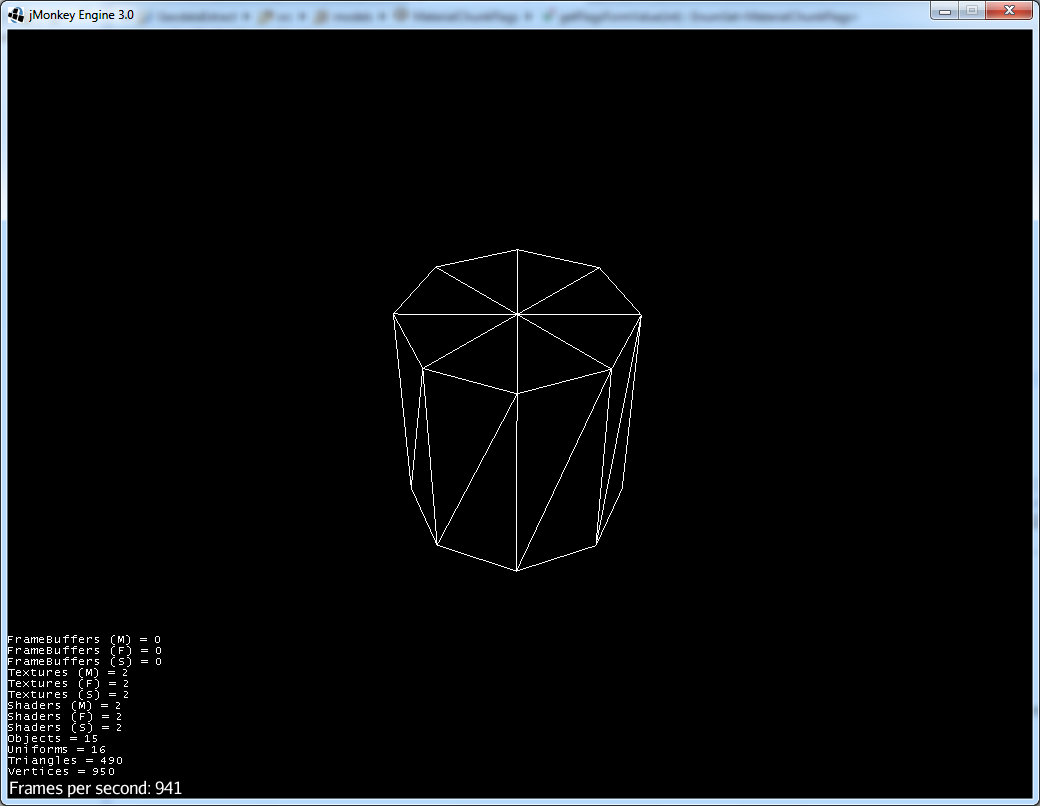 jMonkey Engine 3.0
FrameBuffers (M) = 0
FrameBuffers (F) = 0
FrameBuffers (S) = 0
Textures (M) = 2
Textures (F) = 2
Textures (S) = 2
Shaders (M) = 2
Shaders (F) = 2
Shaders (S) = 2
Objects = 15
Uniforms = 16
Triangles = 490
Vertices = 950
Frames per second: 941